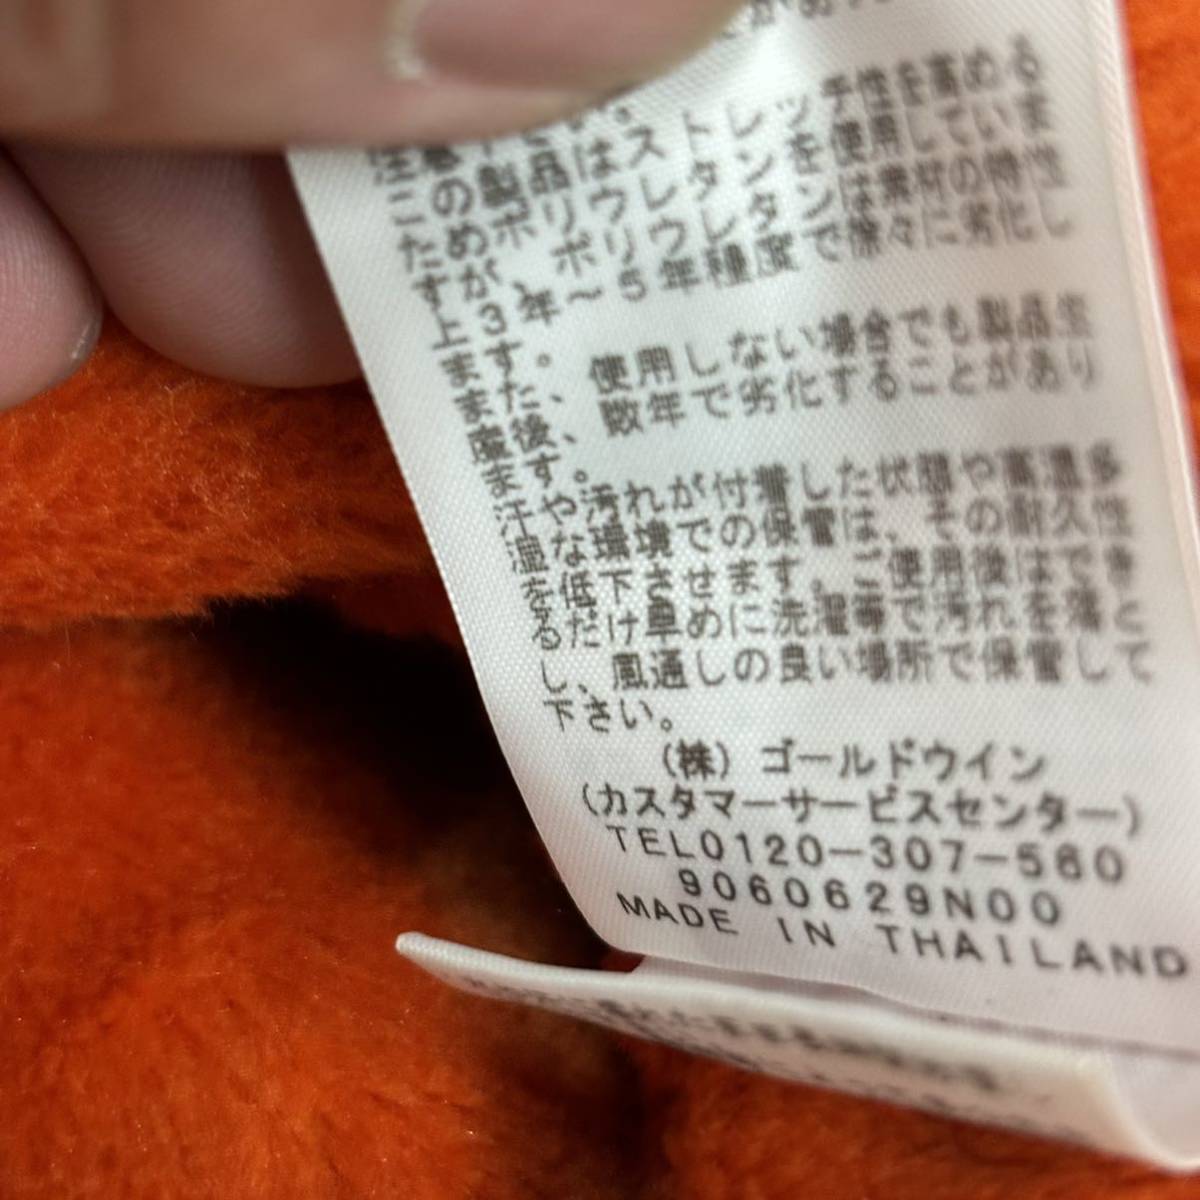 がありま
製品はストレッチ性を高める
ためポリウレタンを使用していま
す。ポリウレタンは素材の特性
上、3年～5年程度で徐々に劣化し
ます。使用しない場合でも製品生
産後、数年で劣化することがあり
ます。
汗や汚れが付着した状態や高温多
湿な環境での保管は、その耐久性
を低下させます。ご使用後はでき
るだけ早めに洗濯等で汚れを落と
し、風通しの良い場所で保管して
下さい。
(株) ゴールドウイン
(カスタマーサービスセンター)
TEL0120-307-560
9060629N00
MADE IN THAILAND